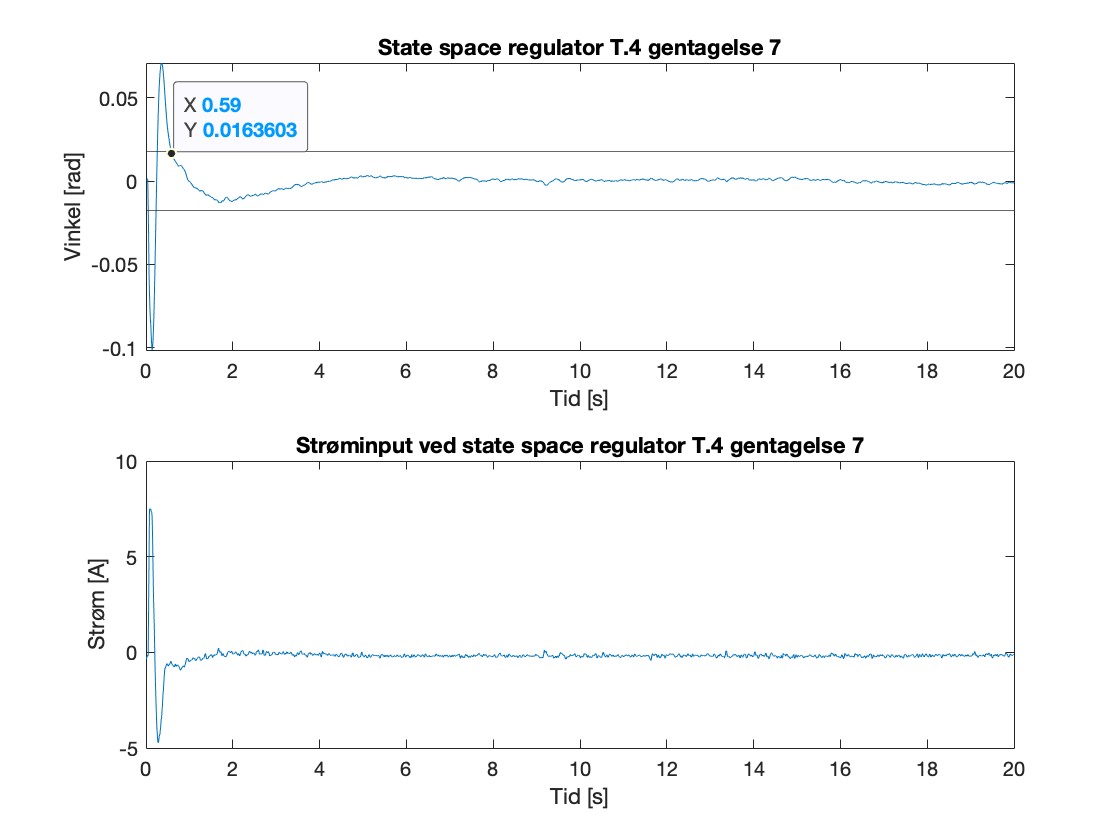 State space regulator T.4 gentagelse 7
X 0.59
Y 0.0163603
0.05
0
-0.05
-0.1
Vinkel [rad]
0 2 4 6 8 10 12 14 16 18 20
Tid [s]
Strøminput ved state space regulator T.4 gentagelse 7
10
5
0
-5
Strøm [A]
0 2 4 6 8 10 12 14 16 18 20
Tid [s]